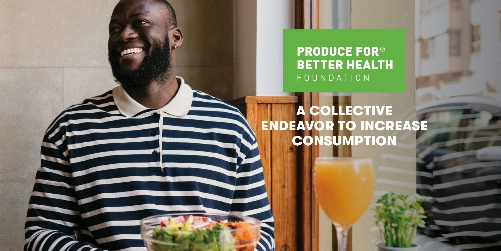 PRODUCE FOR®
BETTER HEALTH
FOUNDATION
A COLLECTIVE
ENDEAVOR TO INCREASE
CONSUMPTION